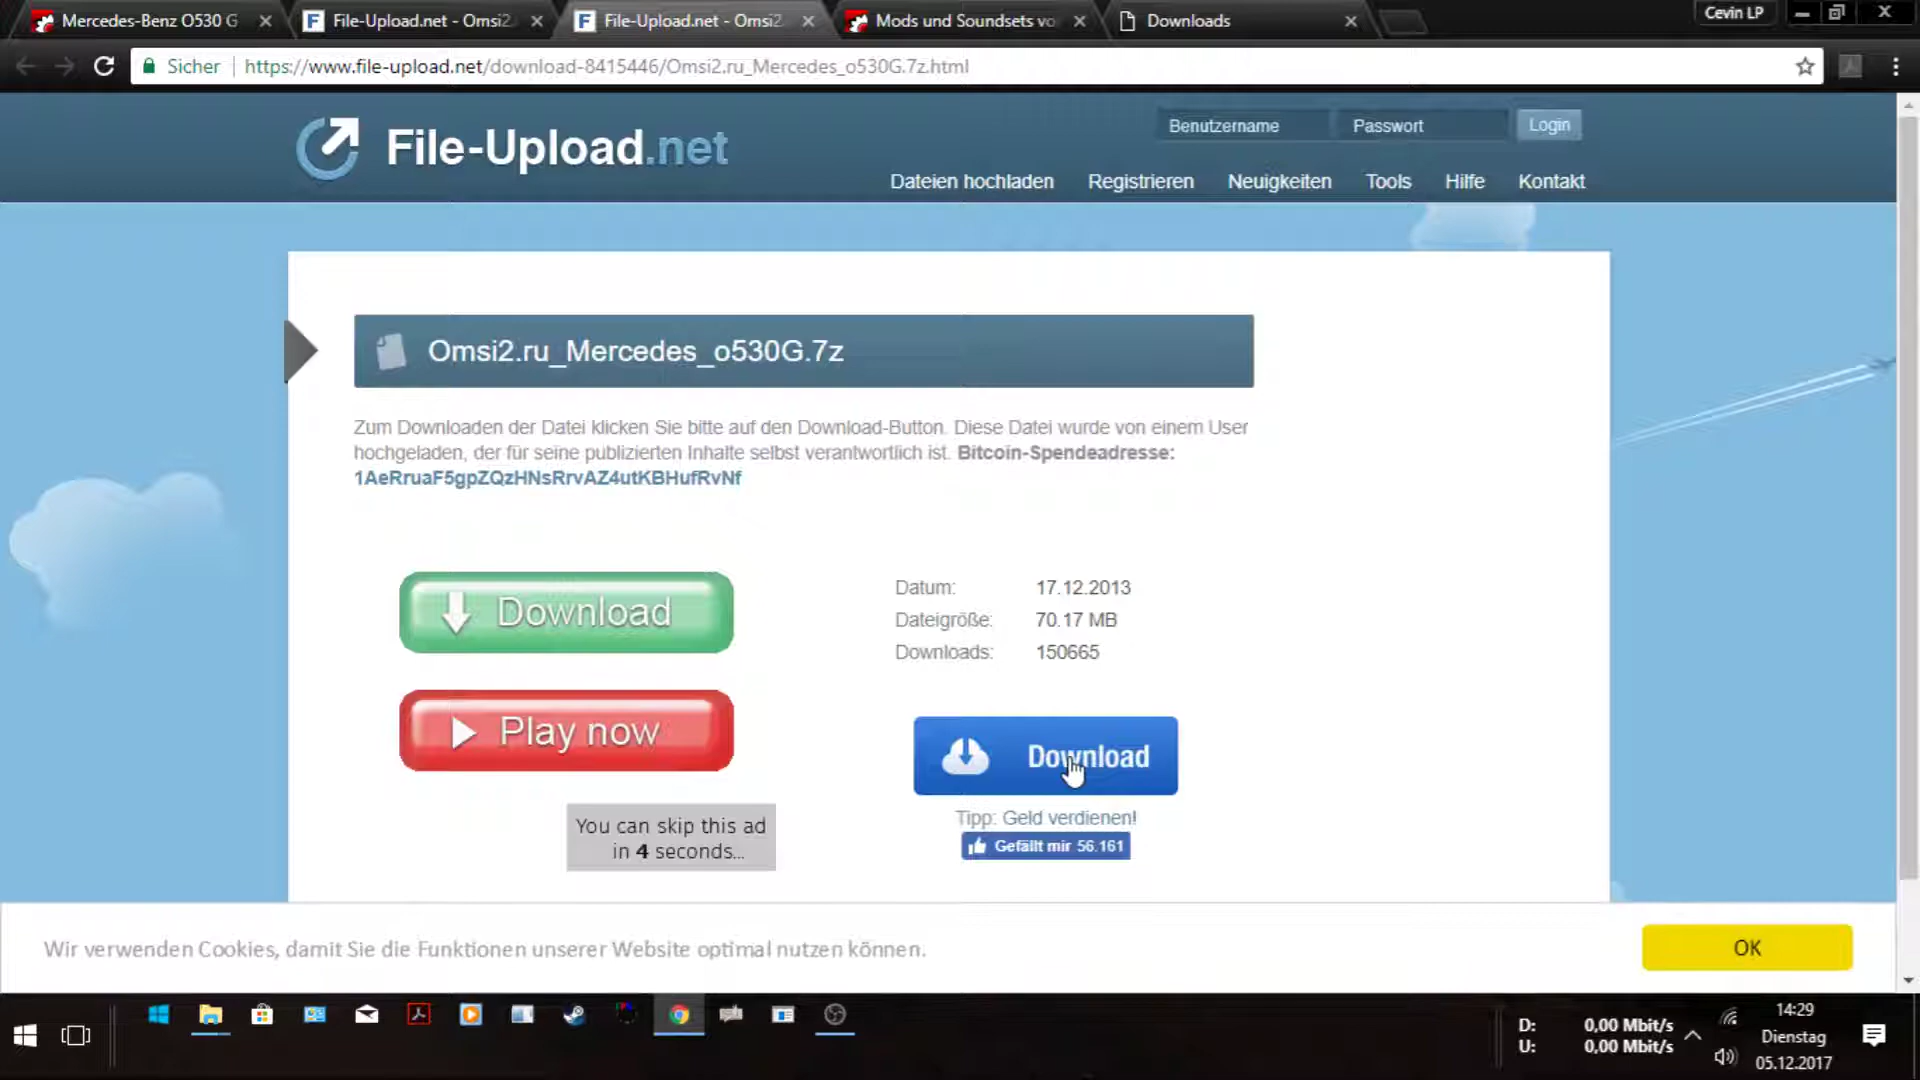 Mercedes-Benz O530 G
File-Upload.net - Omsi2
File-Upload.net - Omsi2
Mods und Soundsets vo
Downloads
Cevin LP
Sicher
https://www.file-upload.net/download-8415446/Omsi2.ru_Mercedes_o530G.7z.html
File-Upload.net
Benutzername
Passwort
Login
Dateien hochladen
Registrieren
Neuigkeiten
Tools
Hilfe
Kontakt
Omsi2.ru_Mercedes_o530G.7z
Zum Downloaden der Datei klicken Sie bitte auf den Download-Button. Diese Datei wurde von einem User
hochgeladen, der für seine publizierten Inhalte selbst verantwortlich ist. Bitcoin-Spendeadresse:
1AeRruaF5gpZQzHNsRrvAZ4utKBHufRvNf
Download
Play now
You can skip this ad
in 4 seconds...
Datum: 17.12.2013
Dateigröße: 70.17 MB
Downloads: 150665
Download
Tipp: Geld verdienen!
Gefällt mir 56.161
Wir verwenden Cookies, damit Sie die Funktionen unserer Website optimal nutzen können.
OK
D: 0,00 Mbit/s
U: 0,00 Mbit/s
14:29
Dienstag
05.12.2017